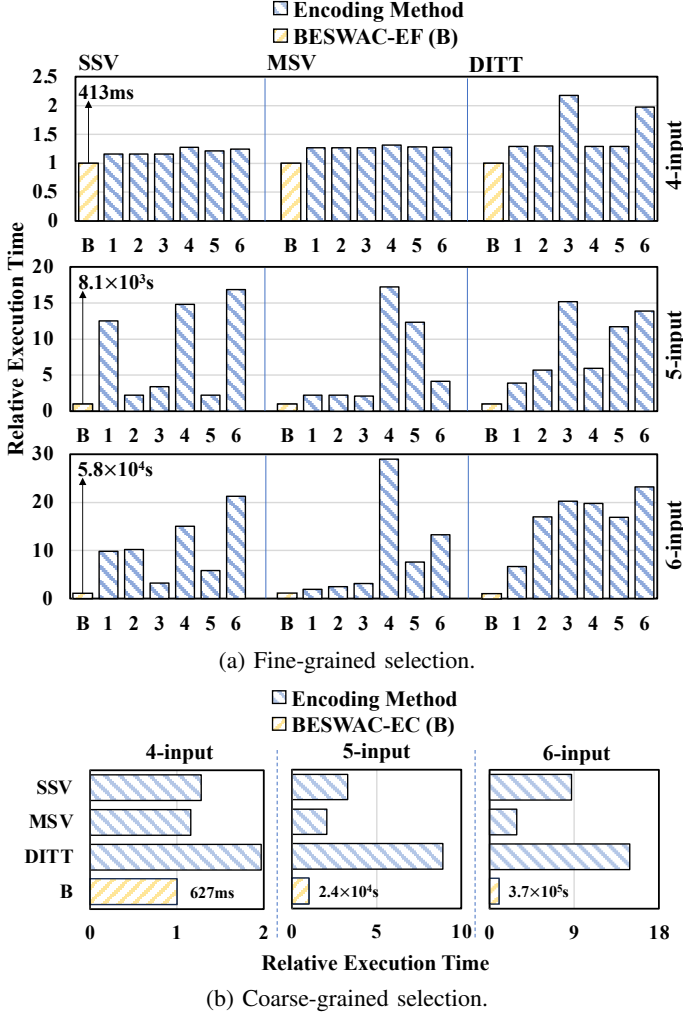 Encoding Method
BESWAC-EF (B)
SSV MSV DITT
2.5
413ms
2
1.5
1
0.5
0
4-input
B 1 2 3 4 5 6 B 1 2 3 4 5 6 B 1 2 3 4 5 6
Relative Execution Time
20
8.1×10³s
15
10
5
0
5-input
B 1 2 3 4 5 6 B 1 2 3 4 5 6 B 1 2 3 4 5 6
30
5.8×10⁴s
20
10
0
6-input
B 1 2 3 4 5 6 B 1 2 3 4 5 6 B 1 2 3 4 5 6
(a) Fine-grained selection.
Encoding Method
BESWAC-EC (B)
4-input 5-input 6-input
SSV
MSV
DITT
B 627ms 2.4×10⁴s 3.7×10⁵s
0 1 2 0 5 10 0 9 18
Relative Execution Time
(b) Coarse-grained selection.